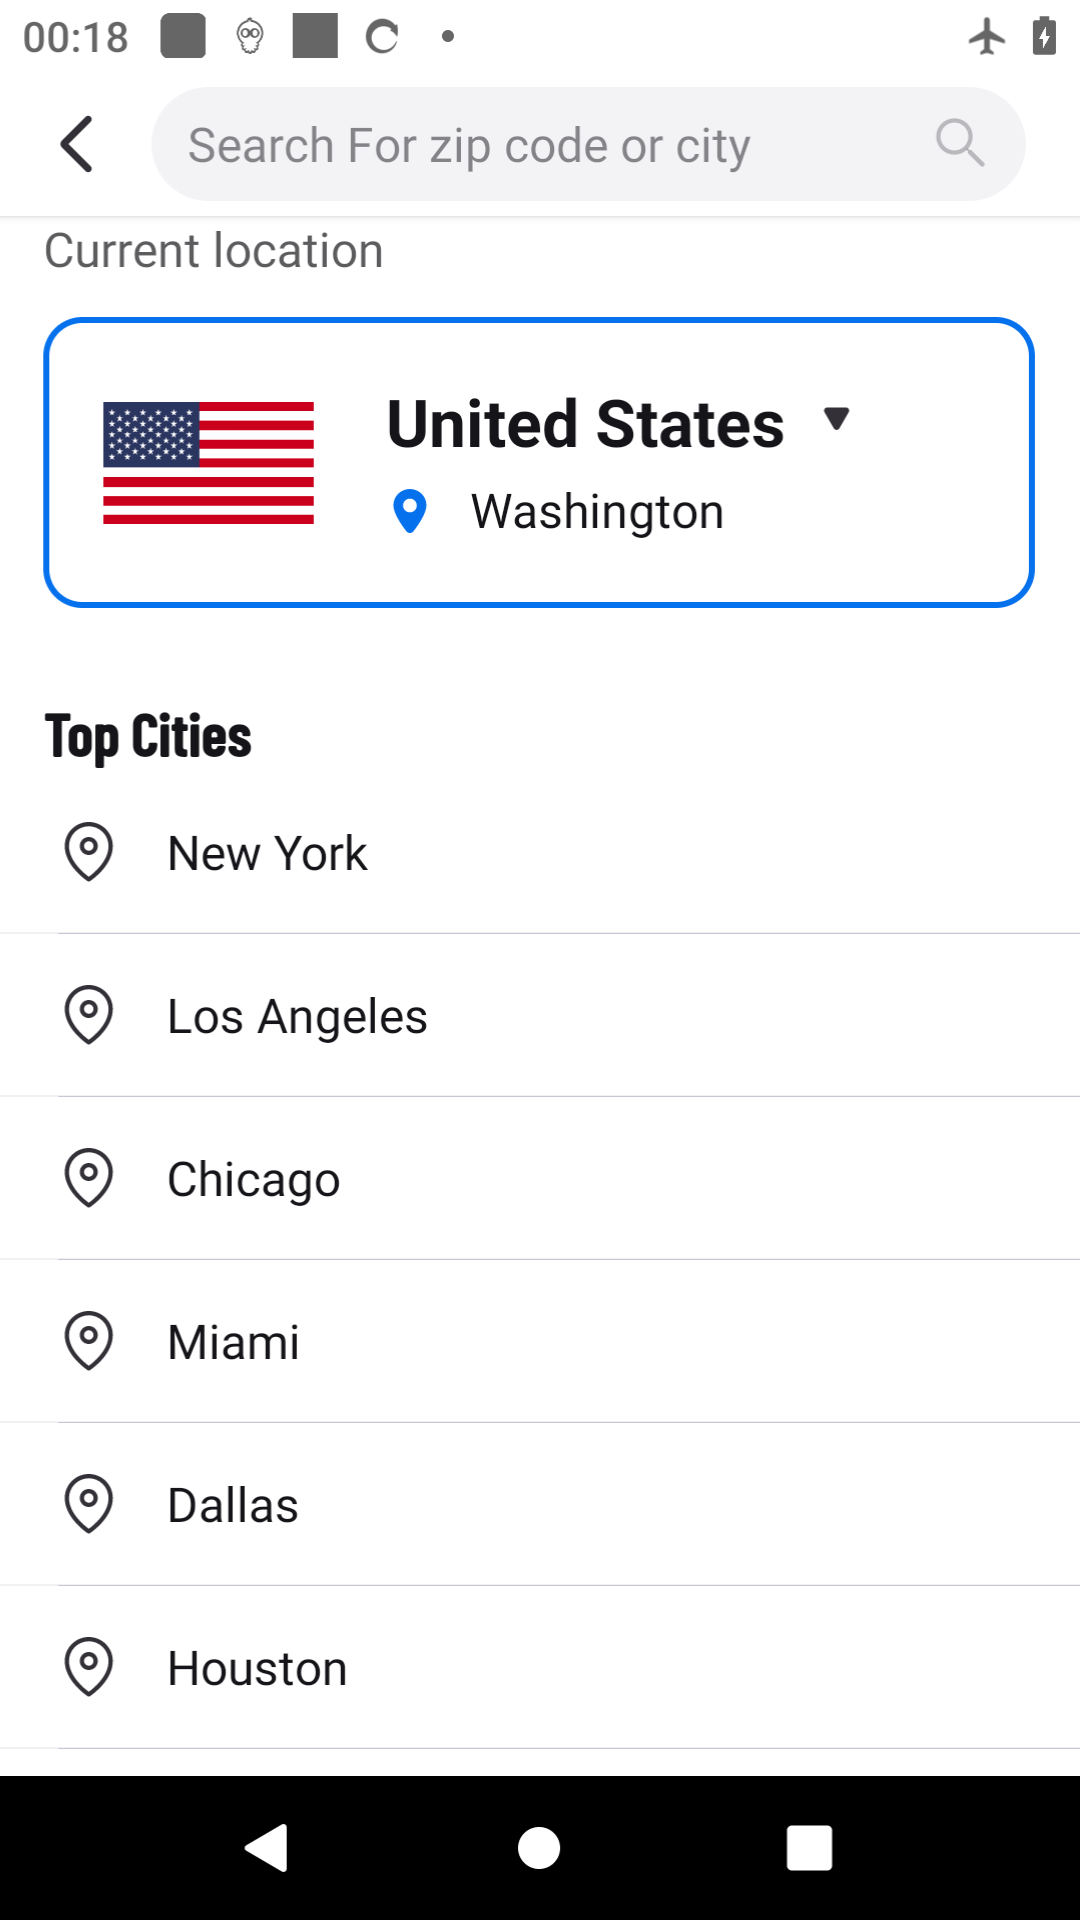 00:18
Search For zip code or city
Current location
United States
Washington
Top Cities
New York
Los Angeles
Chicago
Miami
Dallas
Houston